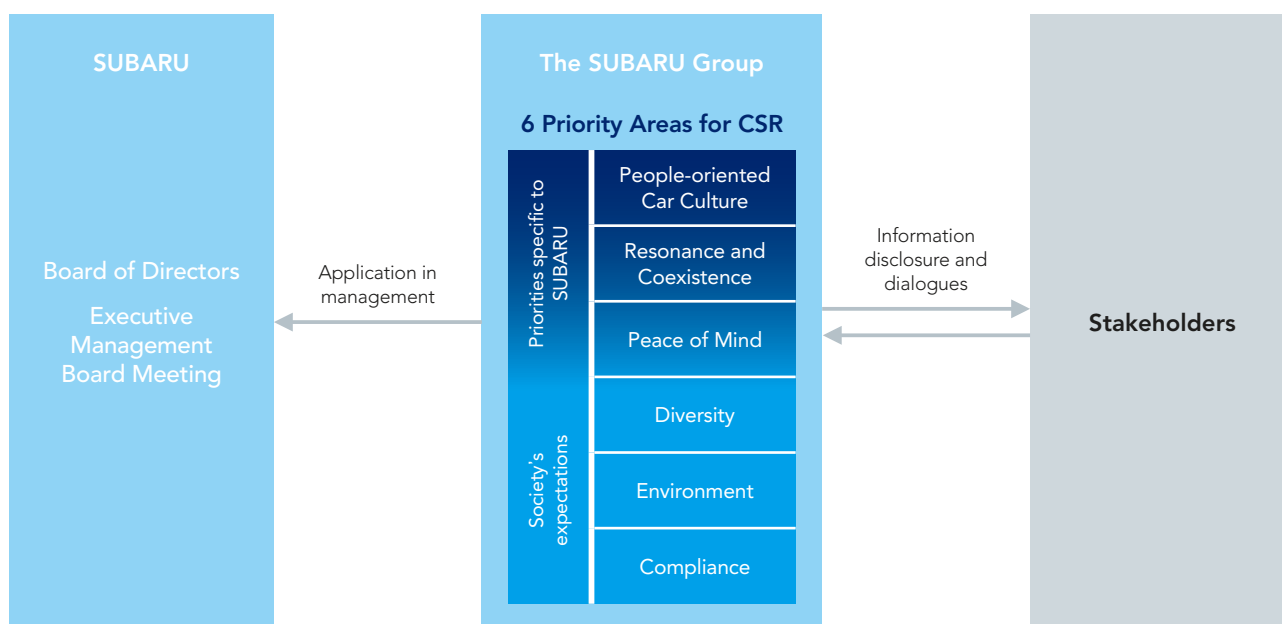 SUBARU
Board of Directors
Executive
Management
Board Meeting
Application in
management
The SUBARU Group
6 Priority Areas for CSR
Priorities specific to
SUBARU
People-oriented
Car Culture
Resonance and
Coexistence
Peace of Mind
Society's
expectations
Diversity
Environment
Compliance
Information
disclosure and
dialogues
Stakeholders